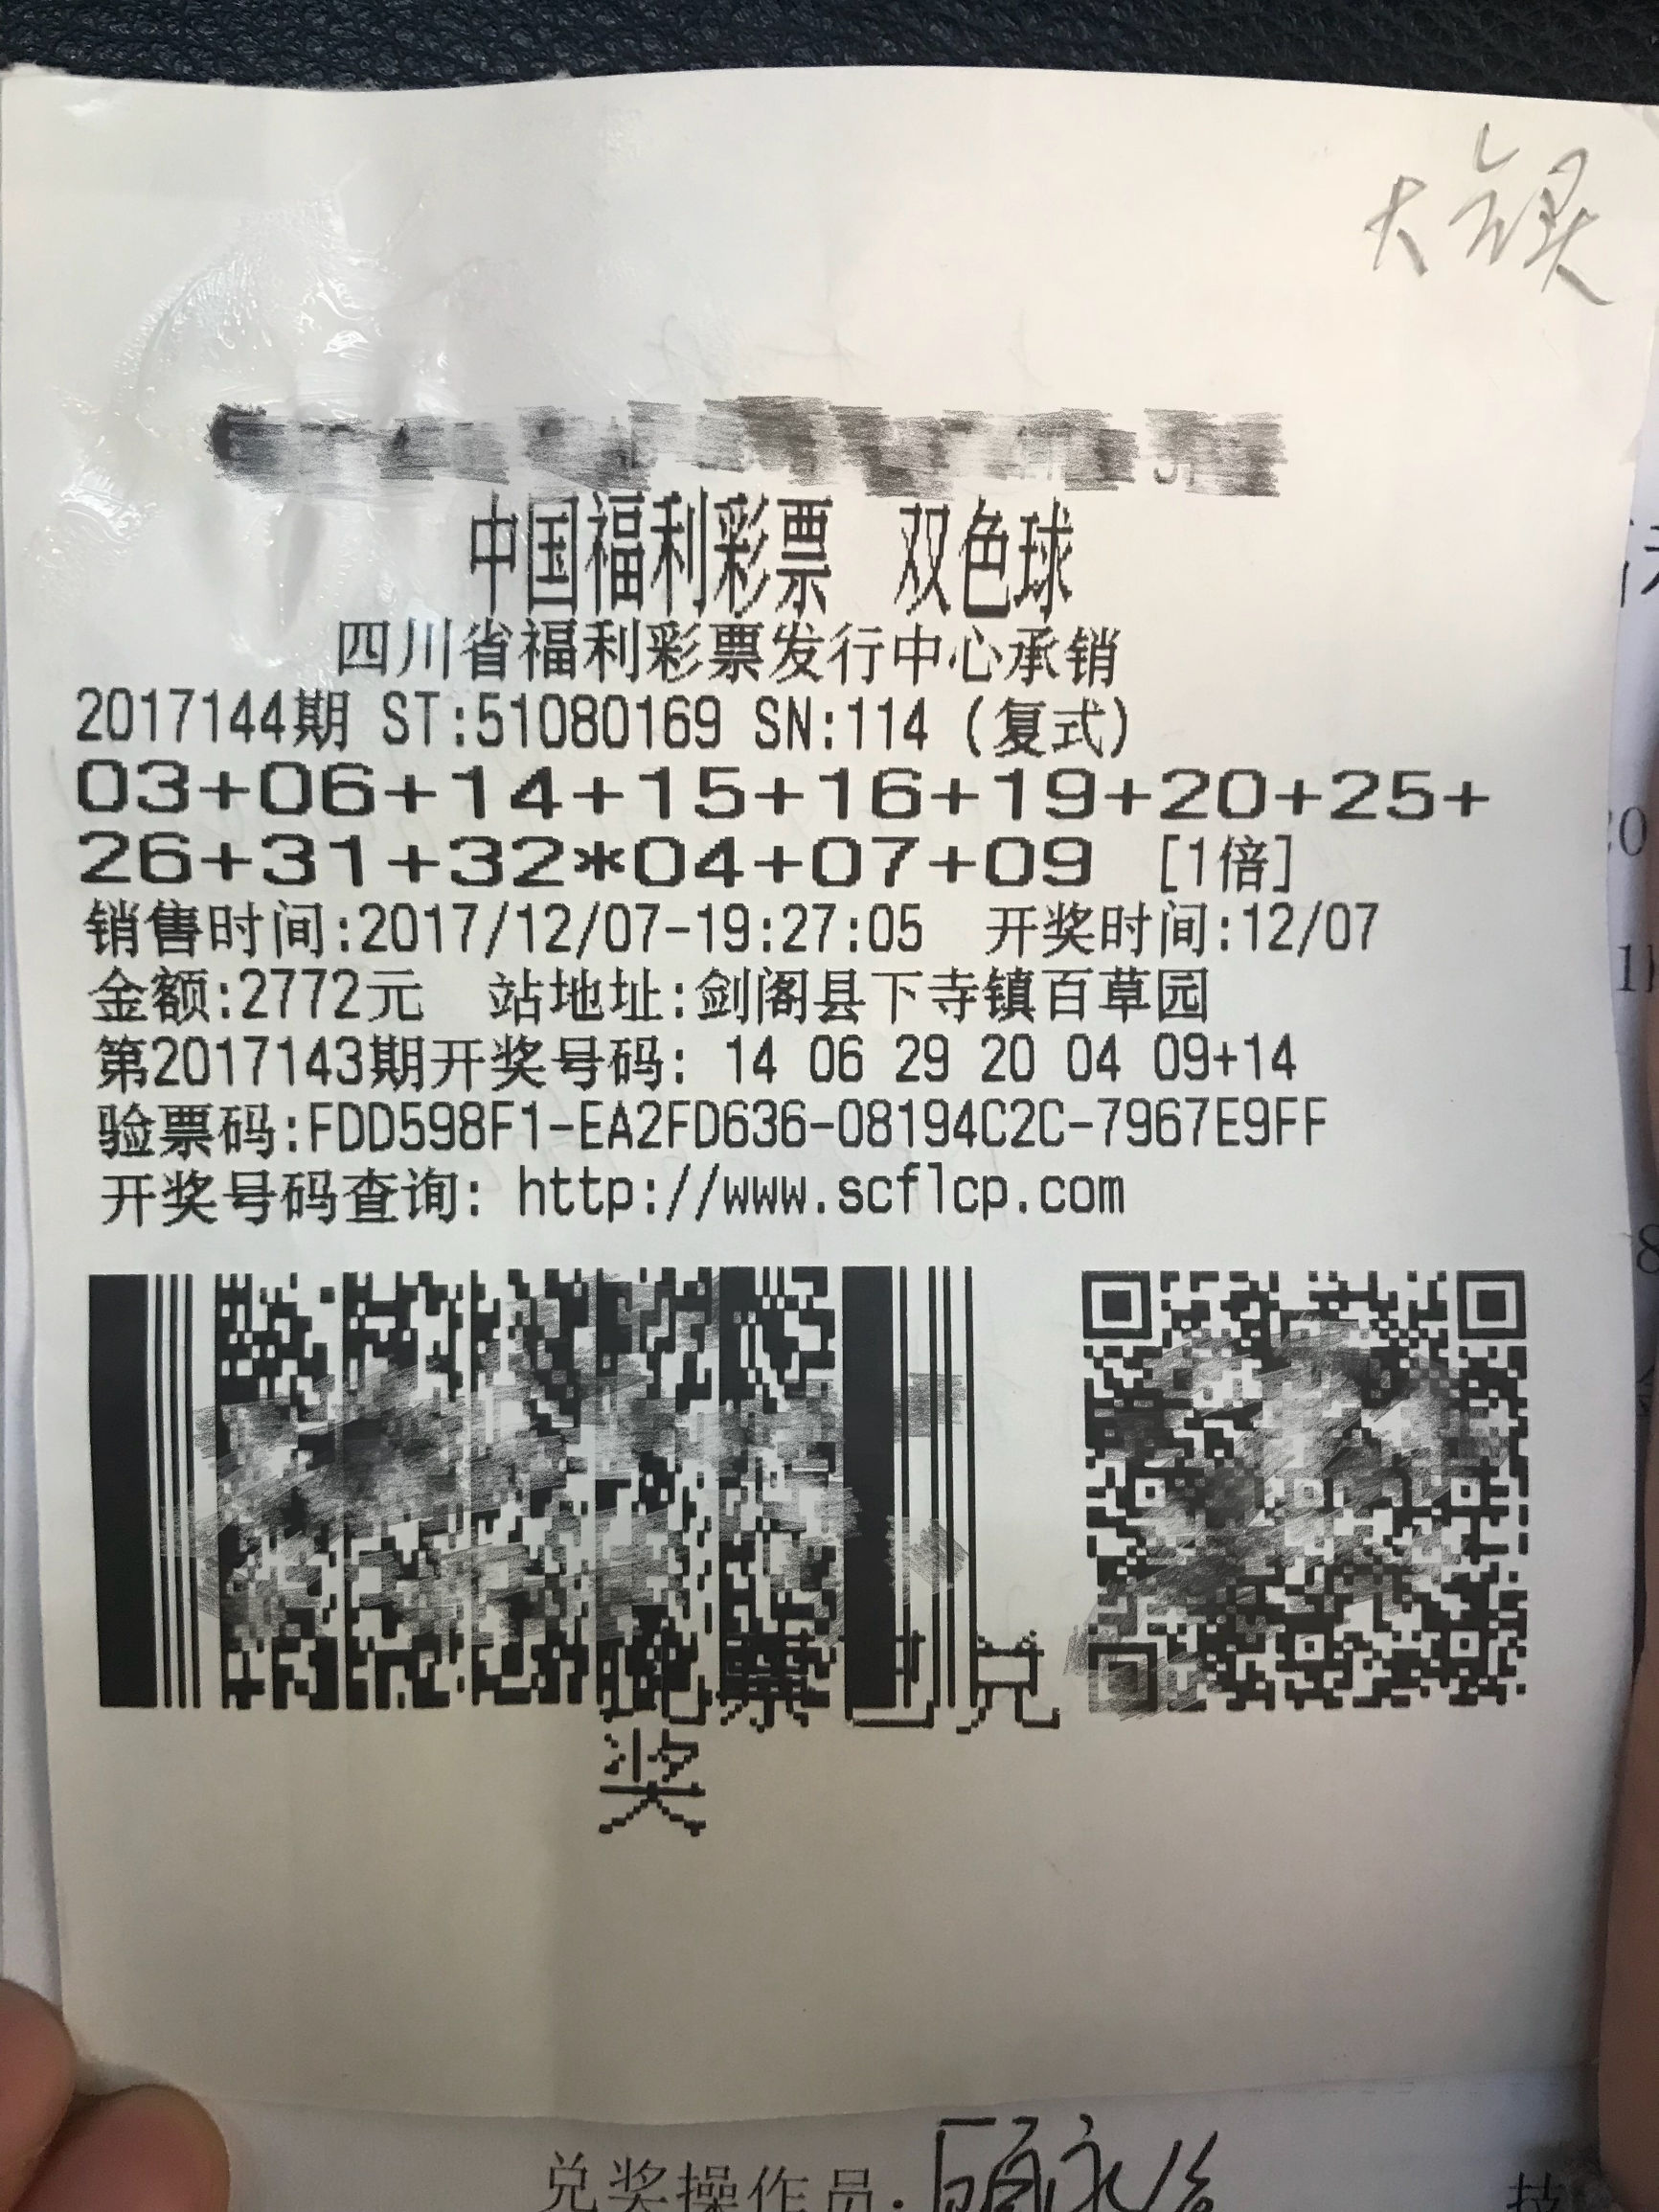 中国福利彩票 双色球
四川省福利彩票发行中心承销
2017144期 ST:51080169 SN:114 (复式)
03+06+14+15+16+19+20+25+
26+31+32*04+07+09 [1倍]
销售时间:2017/12/07-19:27:05 开奖时间:12/07
金额:2772元 站地址:剑阁县下寺镇百草园
第2017143期开奖号码: 14 06 29 20 04 09+14
验票码:FDD598F1-EA2FD636-08194C2C-7967E9FF
开奖号码查询: http://www.scflcp.com
票已兑
奖
兑奖操作员: